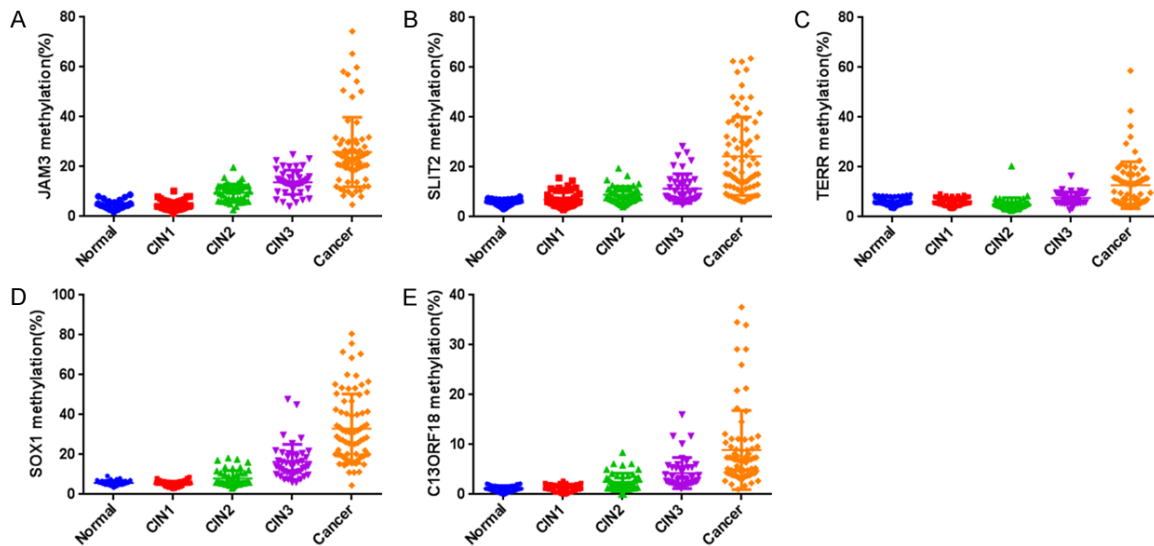 A
JAM3 methylation(%)
80
60
40
20
0
Normal
CIN1
CIN2
CIN3
Cancer
B
SLIT2 methylation(%)
80
60
40
20
0
Normal
CIN1
CIN2
CIN3
Cancer
C
TERR methylation(%)
80
60
40
20
0
Normal
CIN1
CIN2
CIN3
Cancer
D
SOX1 methylation(%)
100
80
60
40
20
0
Normal
CIN1
CIN2
CIN3
Cancer
E
C13ORF18 methylation(%)
40
30
20
10
0
Normal
CIN1
CIN2
CIN3
Cancer